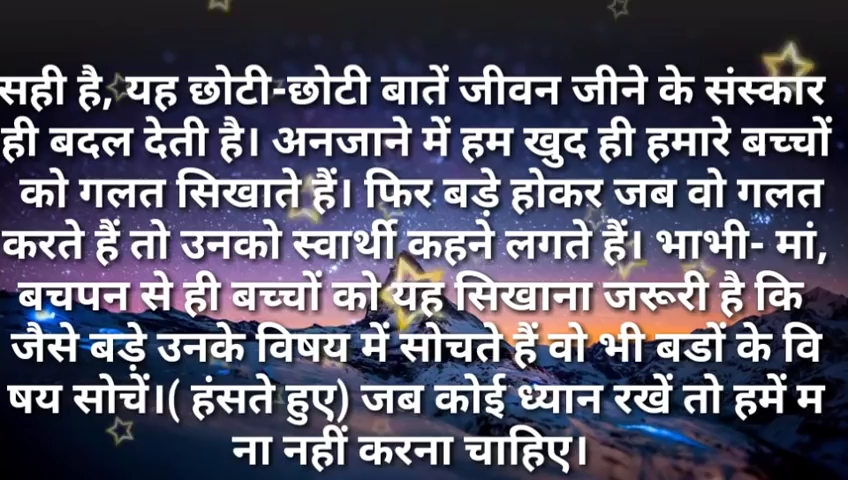 सही है, यह छोटी-छोटी बातें जीवन जीने के संस्कार
ही बदल देती है। अनजाने में हम खुद ही हमारे बच्चों
को गलत सिखाते हैं। फिर बड़े होकर जब वो गलत
करते हैं तो उनको स्वार्थी कहने लगते हैं। भाभी- मां,
बचपन से ही बच्चों को यह सिखाना जरूरी है कि
जैसे बड़े उनके विषय में सोचते हैं वो भी बडों के वि
षय सोचें।( हंसते हुए) जब कोई ध्यान रखें तो हमें म
ना नहीं करना चाहिए।